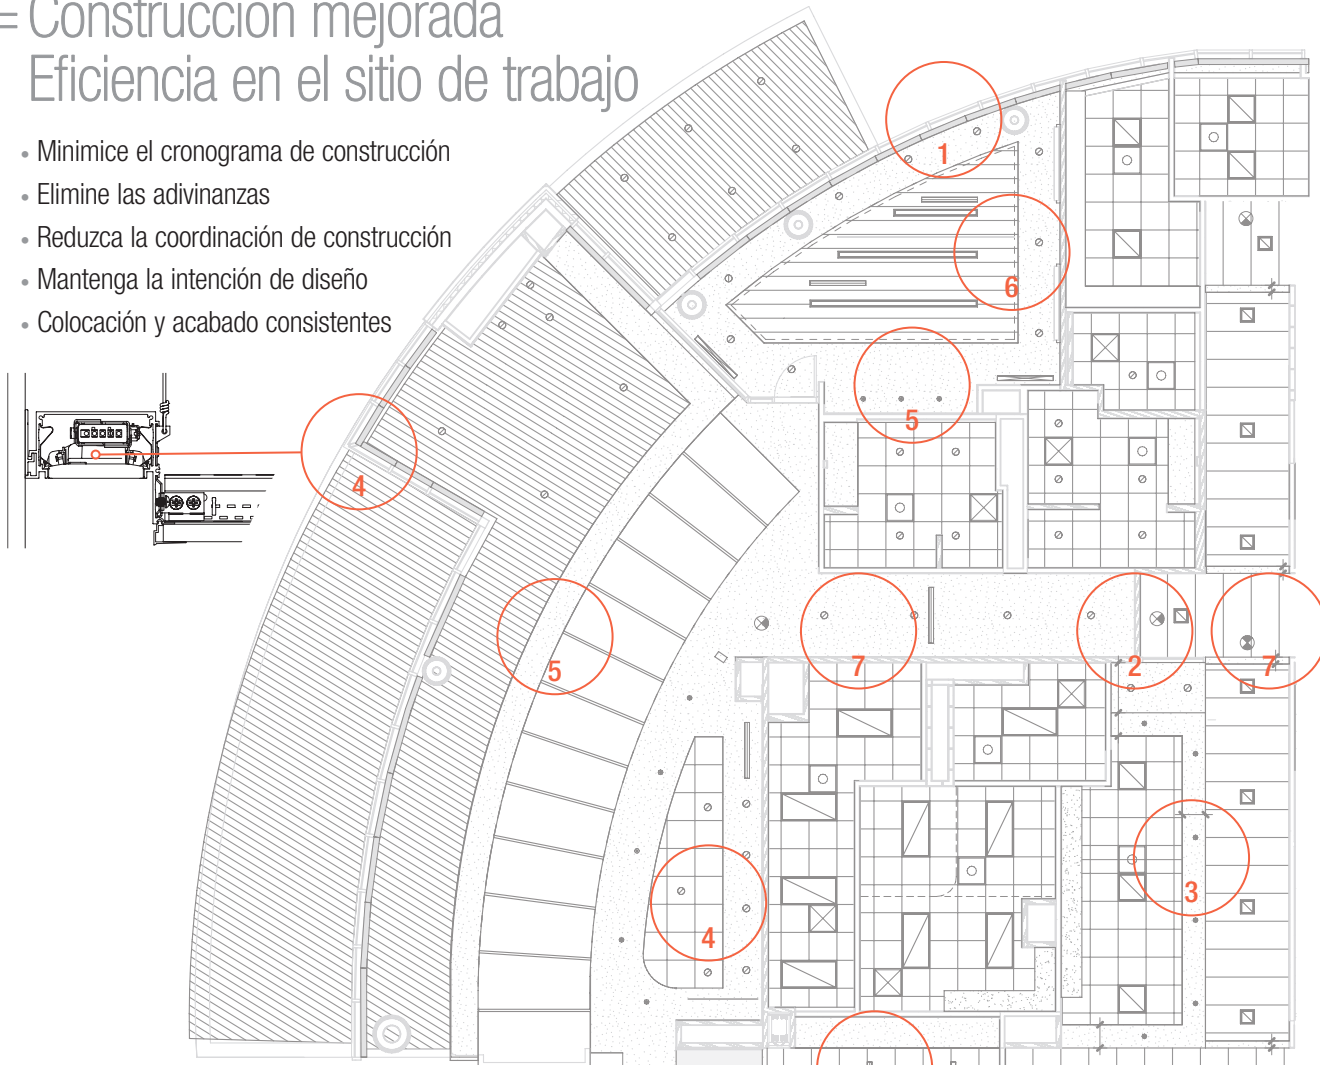 = Construcción mejorada
Eficiencia en el sitio de trabajo
• Minimice el cronograma de construcción
• Elimine las adivinanzas
• Reduzca la coordinación de construcción
• Mantenga la intención de diseño
• Colocación y acabado consistentes
1
6
5
4
5
7
2
7
3
4